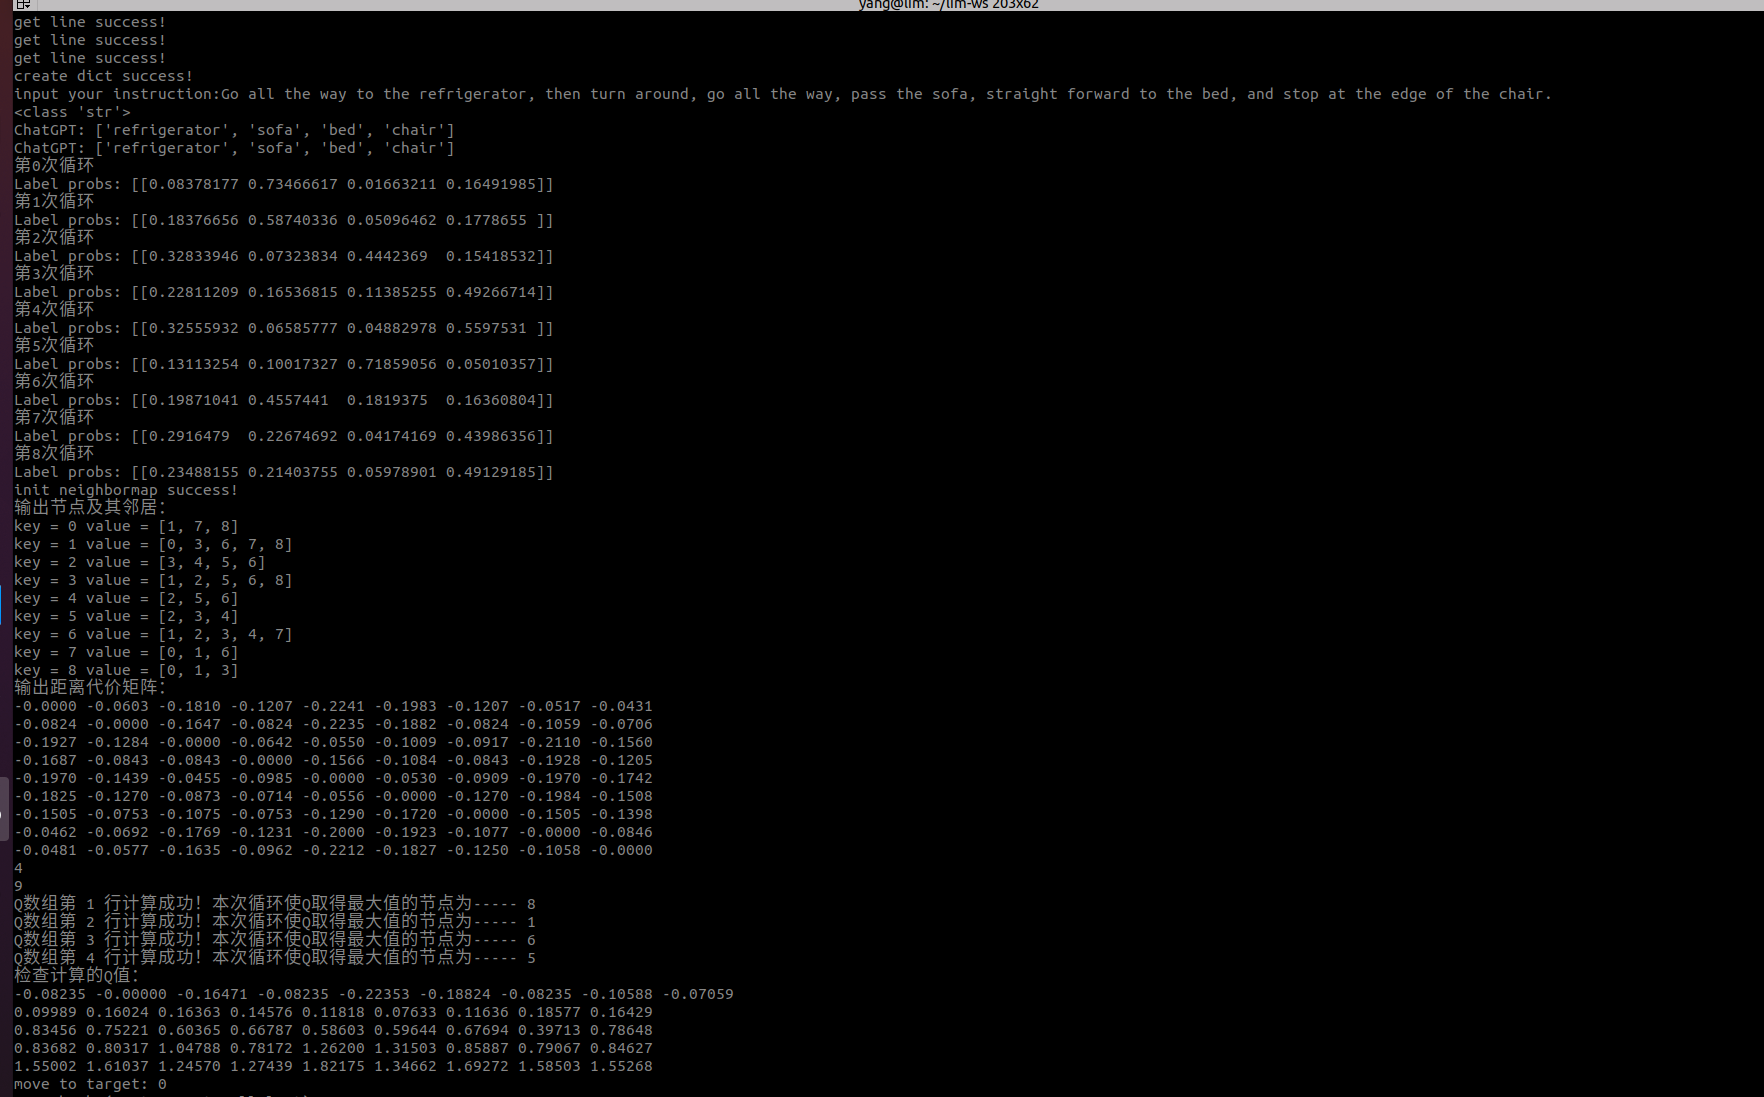 yang@lim: ~/lim-ws 203x62
get line success!
get line success!
get line success!
create dict success!
input your instruction:Go all the way to the refrigerator, then turn around, go all the way, pass the sofa, straight forward to the bed, and stop at the edge of the chair.
<class 'str'>
ChatGPT: ['refrigerator', 'sofa', 'bed', 'chair']
ChatGPT: ['refrigerator', 'sofa', 'bed', 'chair']
第0次循环
Label probs: [[0.08378177 0.73466617 0.01663211 0.16491985]]
第1次循环
Label probs: [[0.18376656 0.58740336 0.05096462 0.1778655 ]]
第2次循环
Label probs: [[0.32833946 0.07323834 0.4442369  0.15418532]]
第3次循环
Label probs: [[0.22811209 0.16536815 0.11385255 0.49266714]]
第4次循环
Label probs: [[0.32555932 0.06585777 0.04882978 0.5597531 ]]
第5次循环
Label probs: [[0.13113254 0.10017327 0.71859056 0.05010357]]
第6次循环
Label probs: [[0.19871041 0.4557441  0.1819375  0.16360804]]
第7次循环
Label probs: [[0.2916479  0.22674692 0.04174169 0.43986356]]
第8次循环
Label probs: [[0.23488155 0.21403755 0.05978901 0.49129185]]
init neighbormap success!
输出节点及其邻居：
key = 0 value = [1, 7, 8]
key = 1 value = [0, 3, 6, 7, 8]
key = 2 value = [3, 4, 5, 6]
key = 3 value = [1, 2, 5, 6, 8]
key = 4 value = [2, 5, 6]
key = 5 value = [2, 3, 4]
key = 6 value = [1, 2, 3, 4, 7]
key = 7 value = [0, 1, 6]
key = 8 value = [0, 1, 3]
输出距离代价矩阵：
-0.0000 -0.0603 -0.1810 -0.1207 -0.2241 -0.1983 -0.1207 -0.0517 -0.0431
-0.0824 -0.0000 -0.1647 -0.0824 -0.2235 -0.1882 -0.0824 -0.1059 -0.0706
-0.1927 -0.1284 -0.0000 -0.0642 -0.0550 -0.1009 -0.0917 -0.2110 -0.1560
-0.1687 -0.0843 -0.0843 -0.0000 -0.1566 -0.1084 -0.0843 -0.1928 -0.1205
-0.1970 -0.1439 -0.0455 -0.0985 -0.0000 -0.0530 -0.0909 -0.1970 -0.1742
-0.1825 -0.1270 -0.0873 -0.0714 -0.0556 -0.0000 -0.1270 -0.1984 -0.1508
-0.1505 -0.0753 -0.1075 -0.0753 -0.1290 -0.1720 -0.0000 -0.1505 -0.1398
-0.0462 -0.0692 -0.1769 -0.1231 -0.2000 -0.1923 -0.1077 -0.0000 -0.0846
-0.0481 -0.0577 -0.1635 -0.0962 -0.2212 -0.1827 -0.1250 -0.1058 -0.0000
4
9
Q数组第 1 行计算成功！本次循环使Q取得最大值的节点为----- 8
Q数组第 2 行计算成功！本次循环使Q取得最大值的节点为----- 1
Q数组第 3 行计算成功！本次循环使Q取得最大值的节点为----- 6
Q数组第 4 行计算成功！本次循环使Q取得最大值的节点为----- 5
检查计算的Q值：
-0.08235 -0.00000 -0.16471 -0.08235 -0.22353 -0.18824 -0.08235 -0.10588 -0.07059
0.09989 0.16024 0.16363 0.14576 0.11818 0.07633 0.11636 0.18577 0.16429
0.83456 0.75221 0.60365 0.66787 0.58603 0.59644 0.67694 0.39713 0.78648
0.83682 0.80317 1.04788 0.78172 1.26200 1.31503 0.85887 0.79067 0.84627
1.55002 1.61037 1.24570 1.27439 1.82175 1.34662 1.69272 1.58503 1.55268
move to target: 0